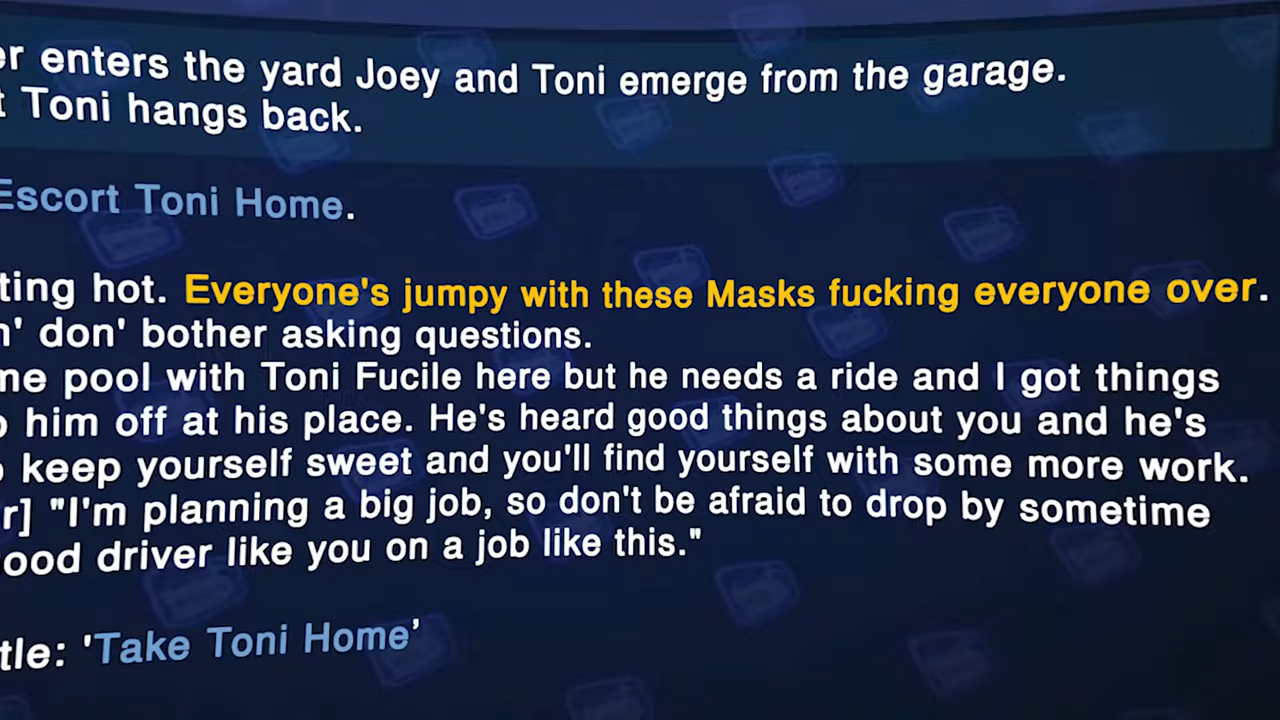 er enters the yard Joey and Toni emerge from the garage.
t Toni hangs back.
Escort Toni Home.
ting hot. Everyone's jumpy with these Masks fucking everyone over.
n' don' bother asking questions.
me pool with Toni Fucile here but he needs a ride and I got things
him off at his place. He's heard good things about you and he's
keep yourself sweet and you'll find yourself with some more work.
r] "I'm planning a big job, so don't be afraid to drop by sometime
ood driver like you on a job like this."
tle: 'Take Toni Home'